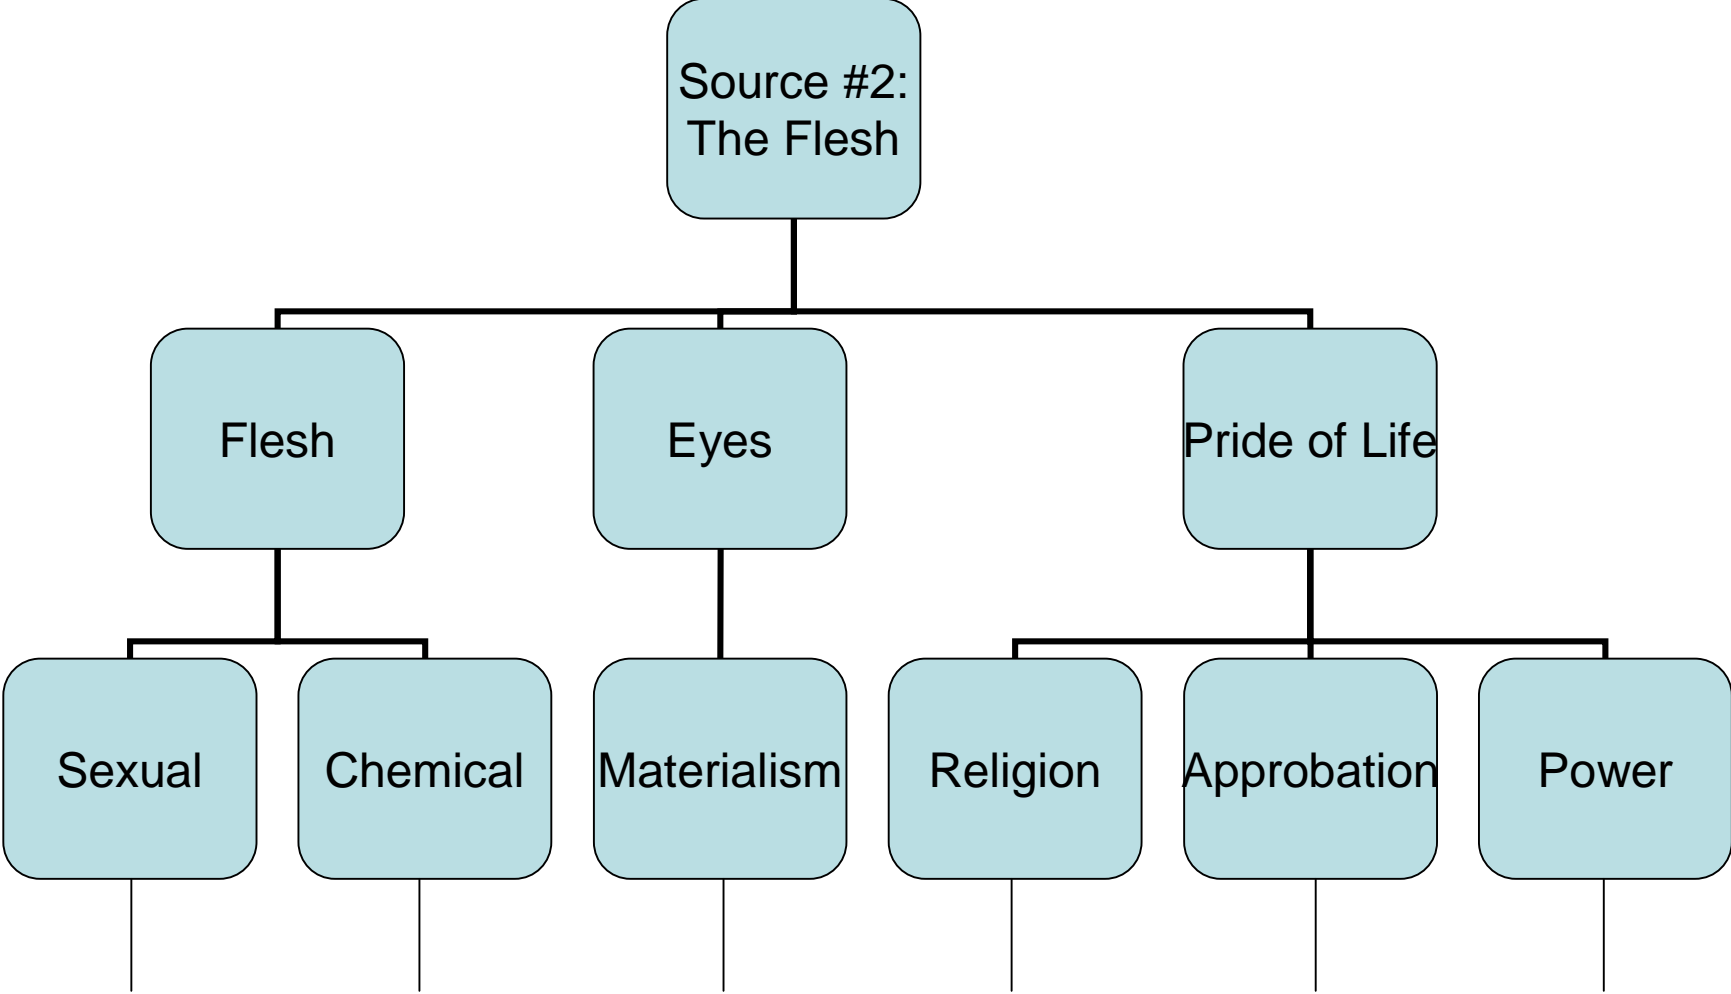 Source #2:
The Flesh
Flesh
Eyes
Pride of Life
Sexual
Chemical
Materialism
Religion
Approbation
Power